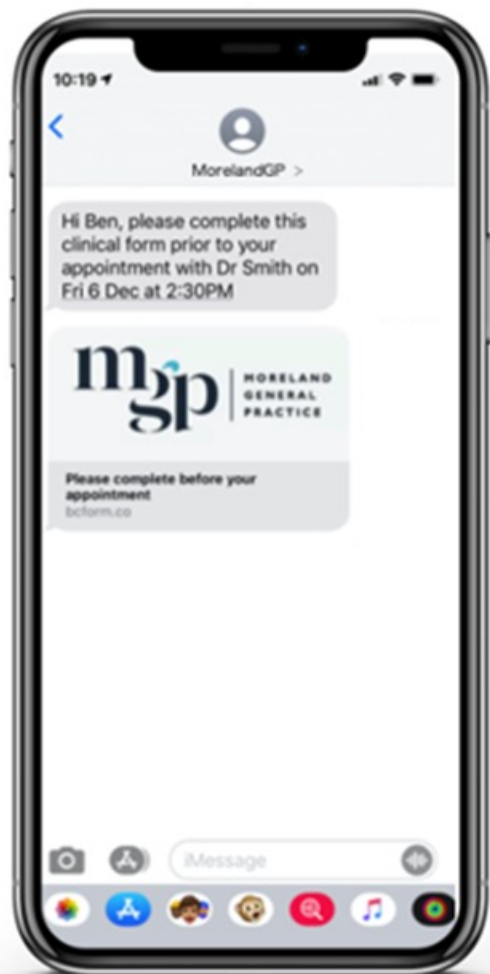 10:19
MorelandGP >
Hi Ben, please complete this
clinical form prior to your
appointment with Dr Smith on
Fri 6 Dec at 2:30PM
mgp
MORELAND
GENERAL
PRACTICE
Please complete before your
appointment
bcform.co
iMessage